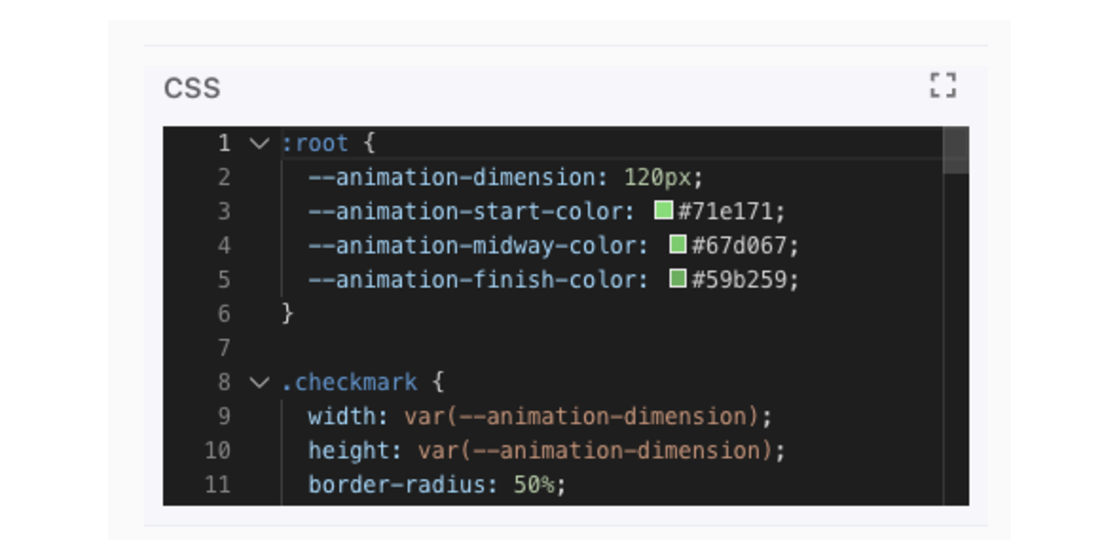 CSS
1 :root {
2 --animation-dimension: 120px;
3 --animation-start-color: #71e171;
4 --animation-midway-color: #67d067;
5 --animation-finish-color: #59b259;
6 }
7
8 .checkmark {
9 width: var(--animation-dimension);
10 height: var(--animation-dimension);
11 border-radius: 50%;